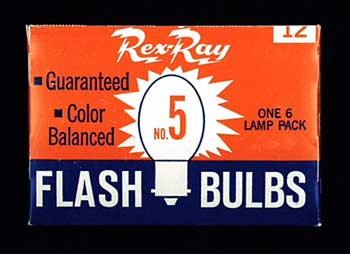 12
Rex-Ray
Guaranteed
Color
Balanced
NO. 5
ONE 6
LAMP PACK
FLASH BULBS